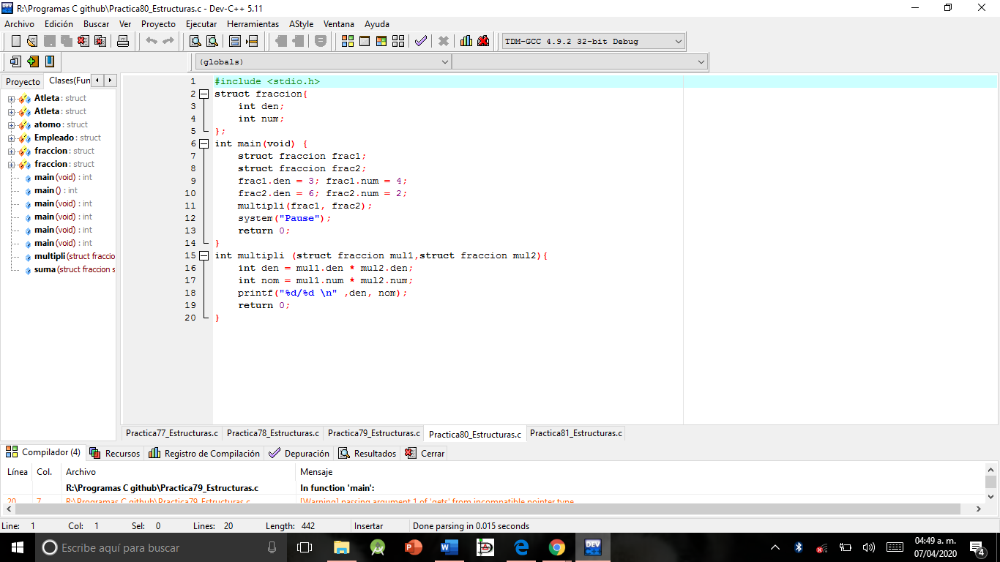 R:\Programas C github\Practica80_Estructuras.c - Dev-C++ 5.11
Archivo Edición Buscar Ver Proyecto Ejecutar Herramientas AStyle Ventana Ayuda
TDM-GCC 4.9.2 32-bit Debug
(globals)
Proyecto Clases(Fun
Atleta : struct
Atleta : struct
atomo : struct
Empleado : struct
fraccion : struct
fraccion : struct
main (void) : int
main () : int
main (void) : int
main (void) : int
main (void) : int
main (void) : int
multipli (struct fraccio
suma (struct fraccion s
1 #include <stdio.h>
2 struct fraccion{
3 int den;
4 int num;
5 };
6 int main(void) {
7 struct fraccion frac1;
8 struct fraccion frac2;
9 frac1.den = 3; frac1.num = 4;
10 frac2.den = 6; frac2.num = 2;
11 multipli(frac1, frac2);
12 system("Pause");
13 return 0;
14 }
15 int multipli (struct fraccion mul1,struct fraccion mul2){
16 int den = mul1.den * mul2.den;
17 int nom = mul1.num * mul2.num;
18 printf("%d/%d \n" ,den, nom);
19 return 0;
20 }
Practica77_Estructuras.c Practica78_Estructuras.c Practica79_Estructuras.c Practica80_Estructuras.c Practica81_Estructuras.c
Compilador (4) Recursos Registro de Compilación Depuración Resultados Cerrar
Línea Col. Archivo Mensaje
R:\Programas C github\Practica79_Estructuras.c In function 'main':
20 7 R:\Programas C github\Practica79_Estructuras.c [Warning] passing argument 1 of 'gets' from incompatible pointer type
Line: 1 Col: 1 Sel: 0 Lines: 20 Length: 442 Insertar Done parsing in 0.015 seconds
Escribe aquí para buscar
04:49 a. m.
07/04/2020
4